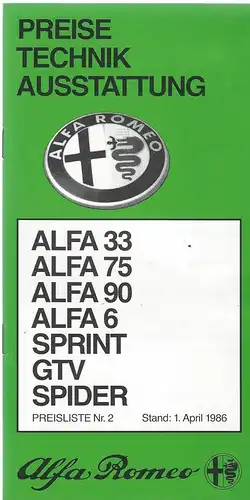 PREISE
TECHNIK
AUSSTATTUNG
ALFA ROMEO
ALFA 33
ALFA 75
ALFA 90
ALFA 6
SPRINT
GTV
SPIDER
PREISLISTE Nr. 2 Stand: 1. April 1986
Alfa Romeo